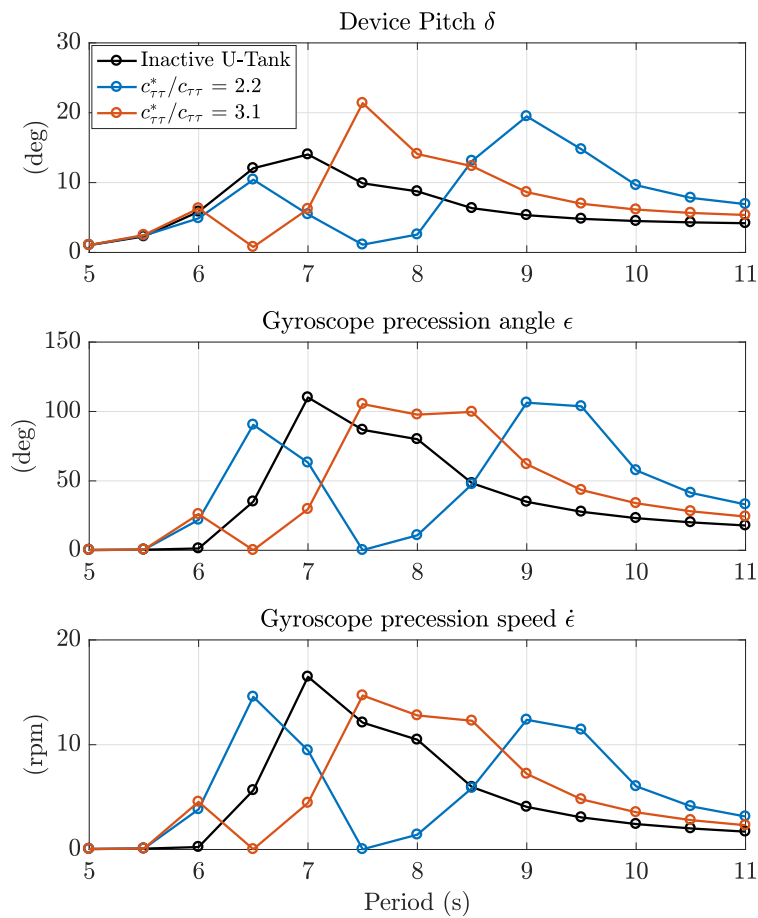 Device Pitch δ
30
20
10
0
(deg)
Inactive U-Tank
c*ττ/cττ = 2.2
c*ττ/cττ = 3.1
5 6 7 8 9 10 11
Gyroscope precession angle ϵ
150
100
50
0
(deg)
5 6 7 8 9 10 11
Gyroscope precession speed ϵ̇
20
10
0
(rpm)
5 6 7 8 9 10 11
Period (s)